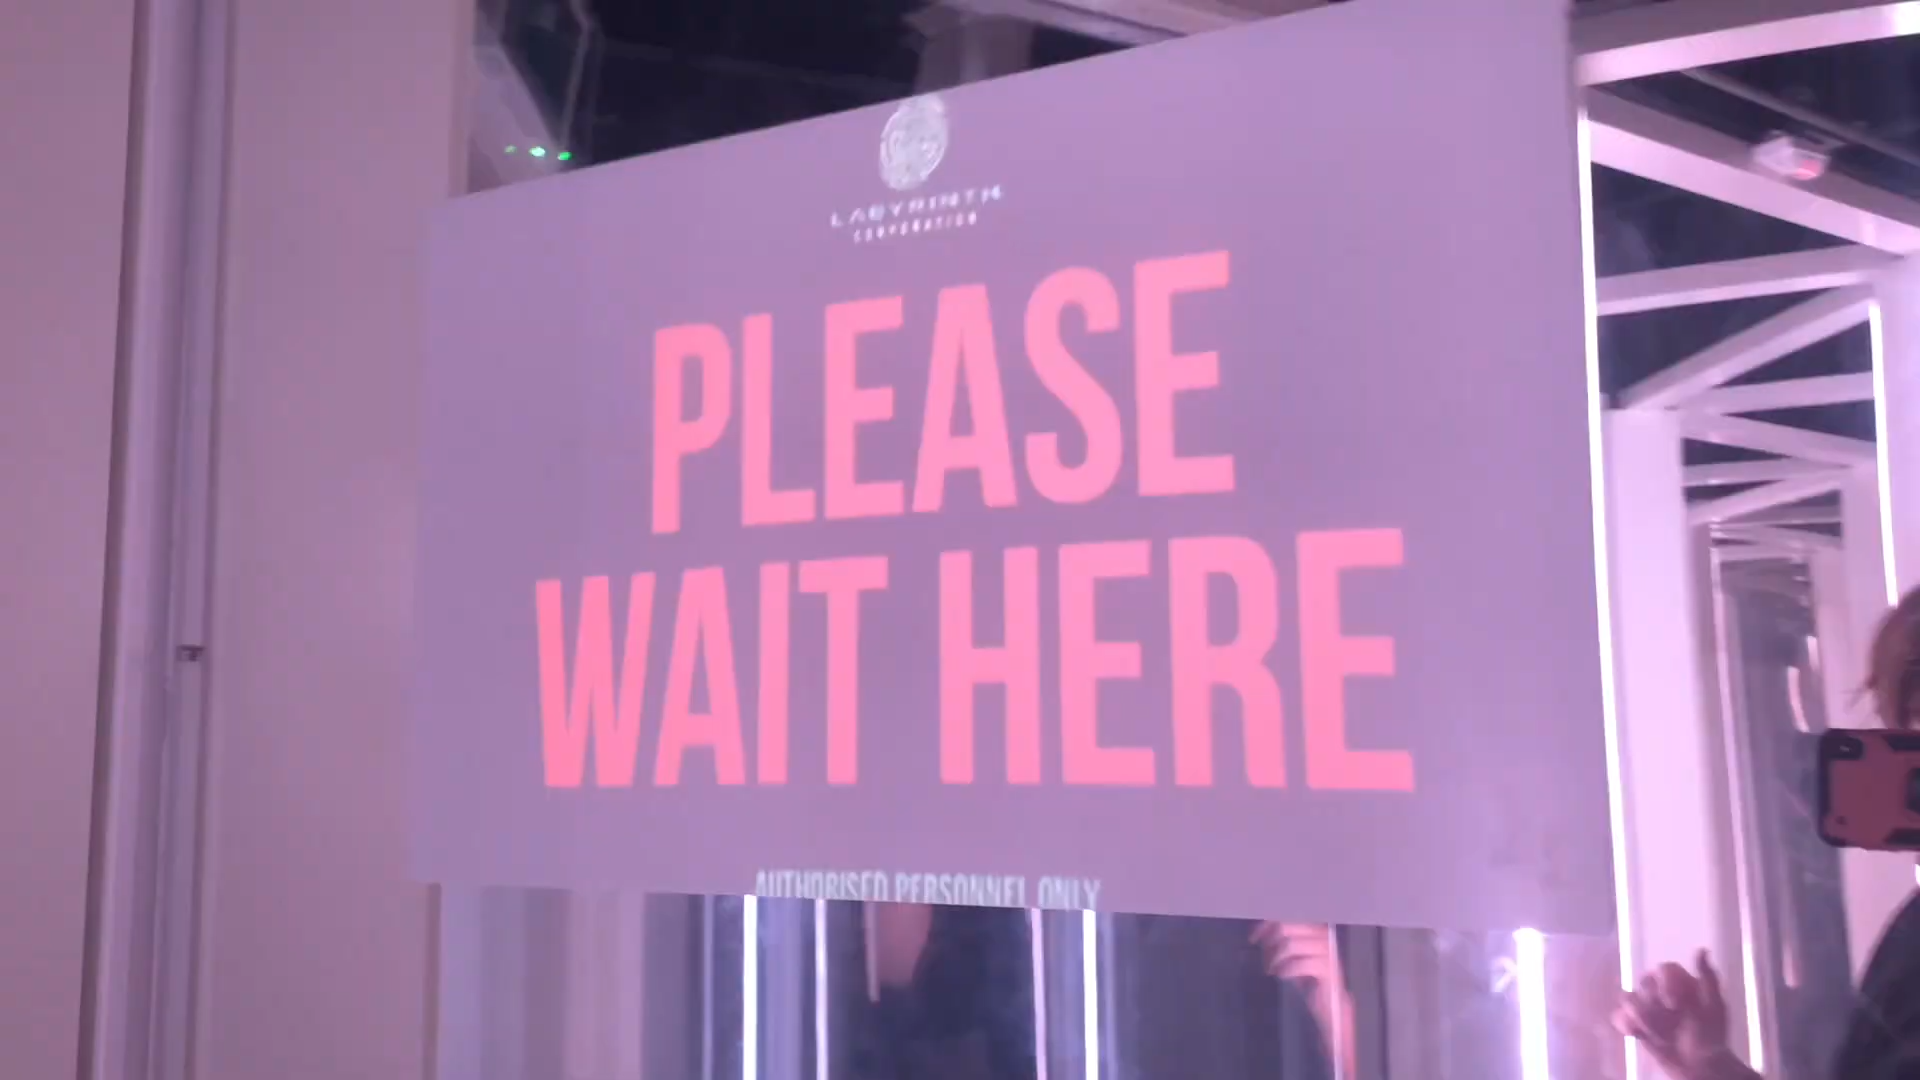 LABYRINTH
CORPORATION
PLEASE
WAIT HERE
AUTHORISED PERSONNEL ONLY